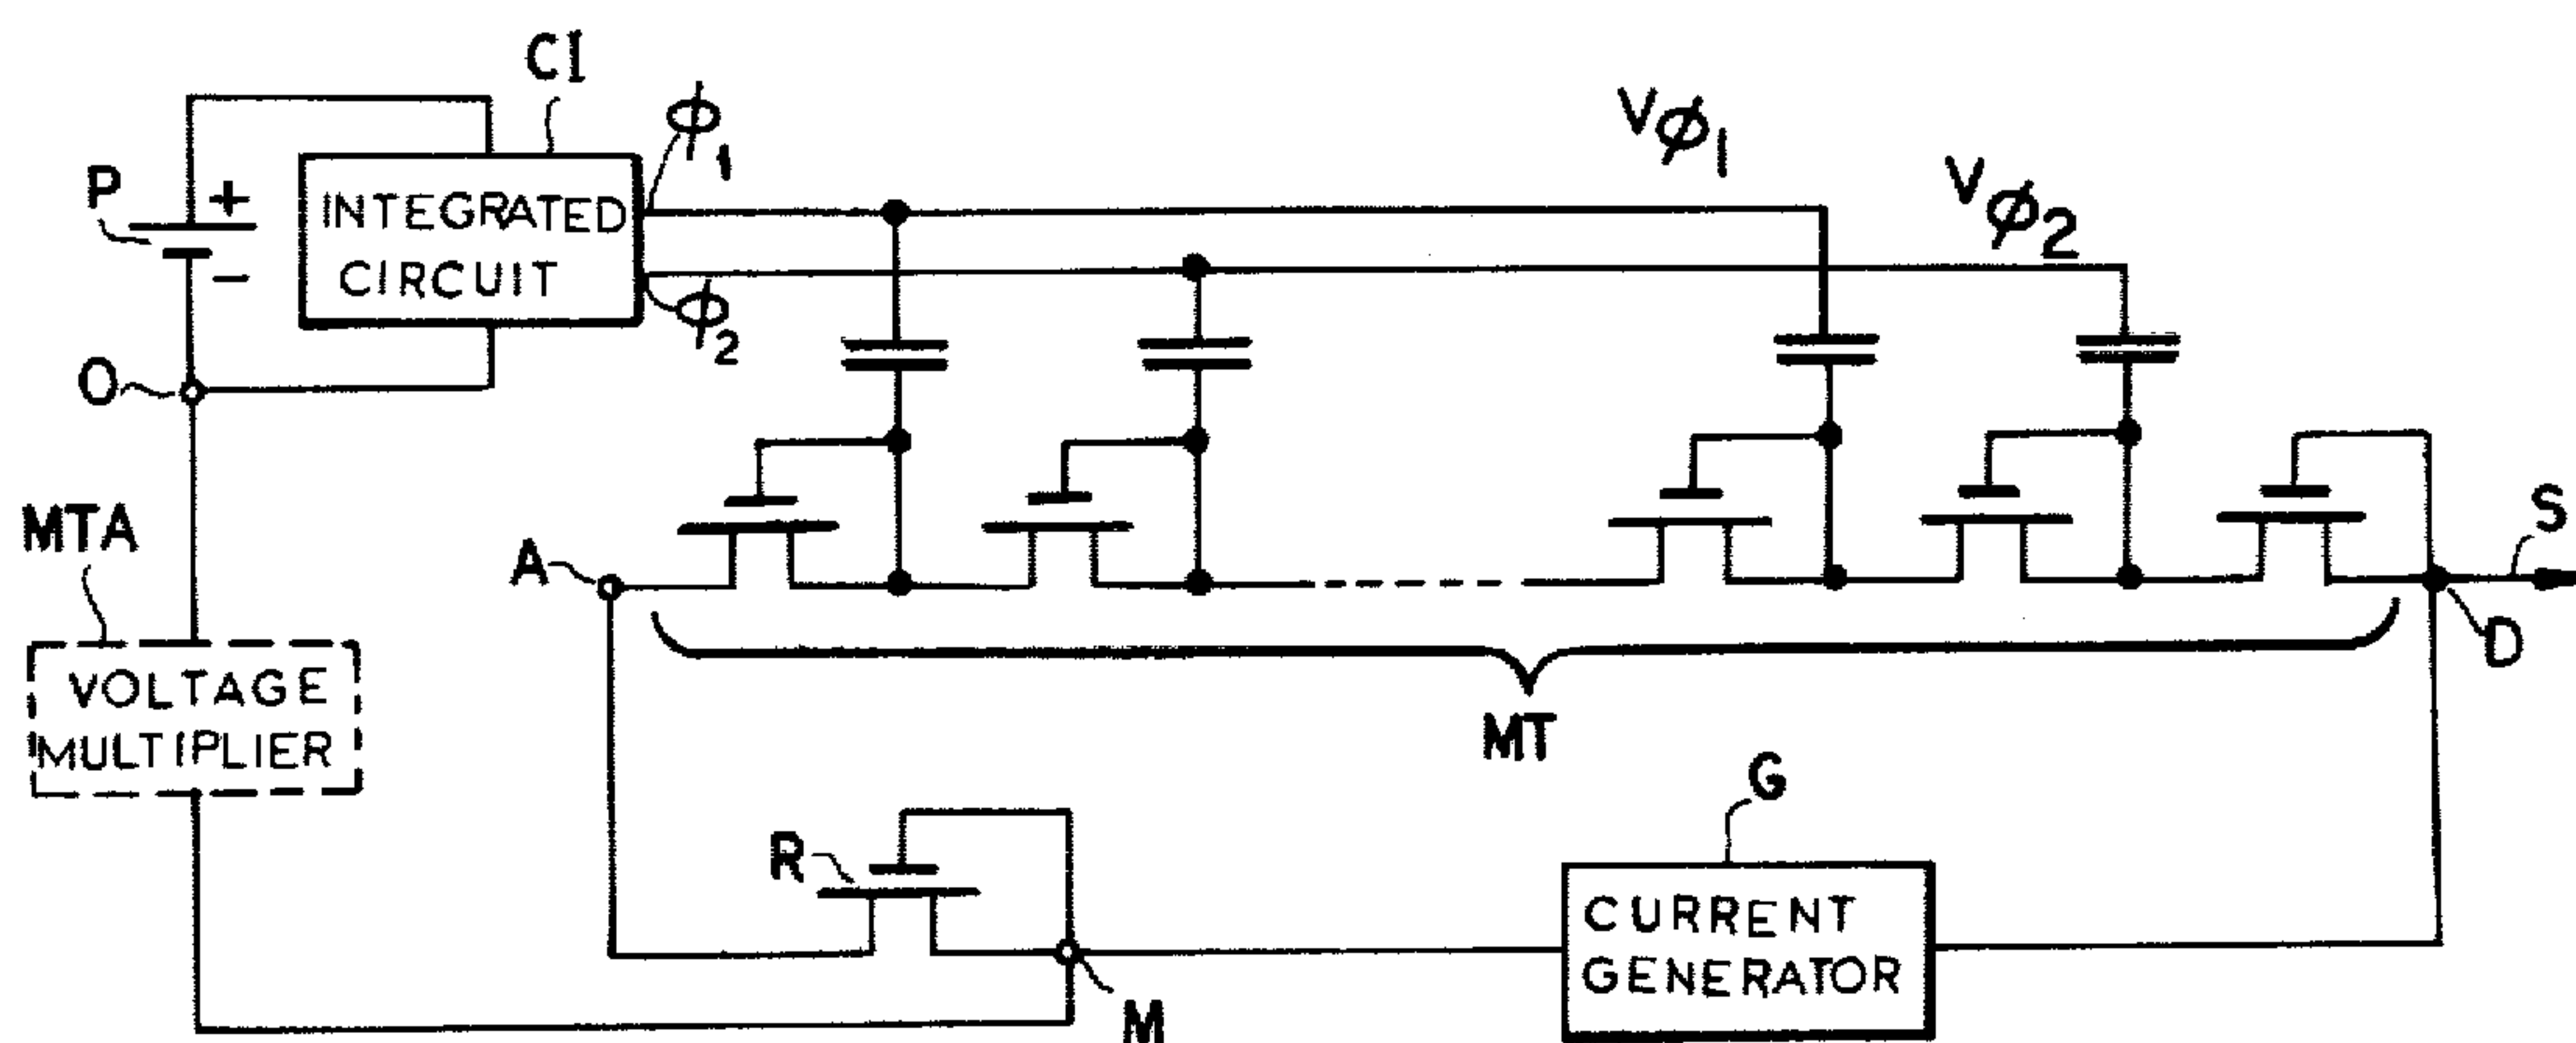 CI
ϕ1
Vϕ1
P
+
INTEGRATED
CIRCUIT
Vϕ2
−
ϕ2
O
MTA
S
A
VOLTAGE
MULTIPLIER
D
MT
G
R
CURRENT
GENERATOR
M